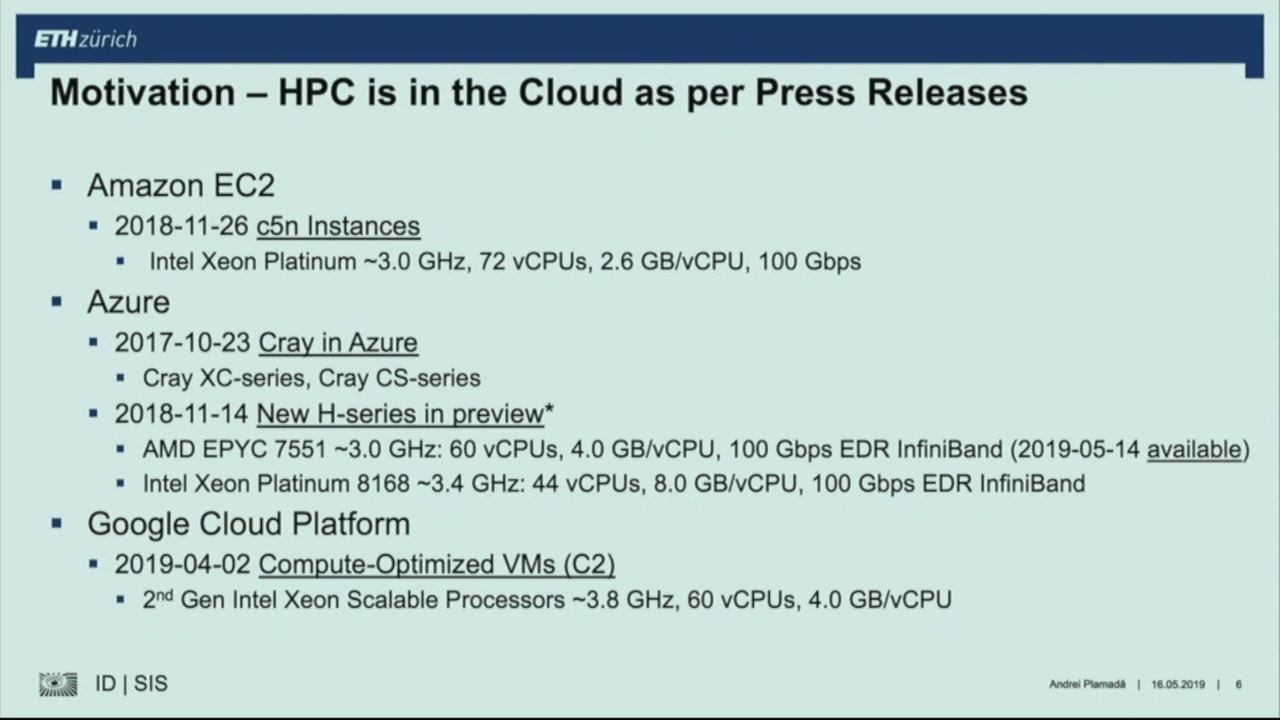 ETH zürich
Motivation – HPC is in the Cloud as per Press Releases
▪ Amazon EC2
▪ 2018-11-26 c5n Instances
▪ Intel Xeon Platinum ~3.0 GHz, 72 vCPUs, 2.6 GB/vCPU, 100 Gbps
▪ Azure
▪ 2017-10-23 Cray in Azure
▪ Cray XC-series, Cray CS-series
▪ 2018-11-14 New H-series in preview*
▪ AMD EPYC 7551 ~3.0 GHz: 60 vCPUs, 4.0 GB/vCPU, 100 Gbps EDR InfiniBand (2019-05-14 available)
▪ Intel Xeon Platinum 8168 ~3.4 GHz: 44 vCPUs, 8.0 GB/vCPU, 100 Gbps EDR InfiniBand
▪ Google Cloud Platform
▪ 2019-04-02 Compute-Optimized VMs (C2)
▪ 2nd Gen Intel Xeon Scalable Processors ~3.8 GHz, 60 vCPUs, 4.0 GB/vCPU
ID | SIS
Andrei Plamadă | 16.05.2019 | 6